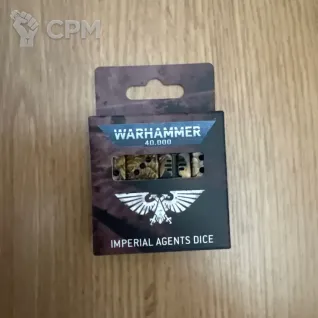 CPM
WARHAMMER
40,000
IMPERIAL AGENTS DICE